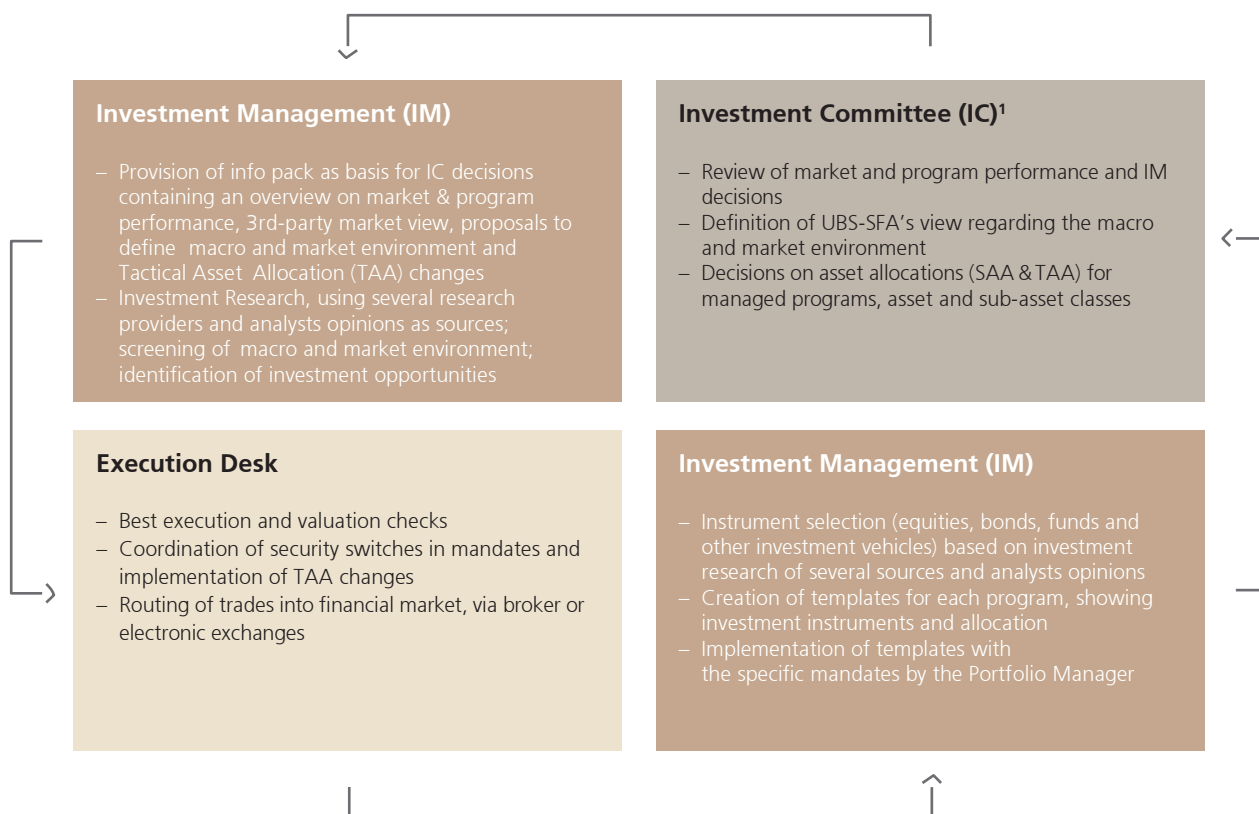 Investment Management (IM)
– Provision of info pack as basis for IC decisions
containing an overview on market & program
performance, 3rd-party market view, proposals to
define macro and market environment and
Tactical Asset Allocation (TAA) changes
– Investment Research, using several research
providers and analysts opinions as sources;
screening of macro and market environment;
identification of investment opportunities
Investment Committee (IC)¹
– Review of market and program performance and IM
decisions
– Definition of UBS-SFA’s view regarding the macro
and market environment
– Decisions on asset allocations (SAA & TAA) for
managed programs, asset and sub-asset classes
Execution Desk
– Best execution and valuation checks
– Coordination of security switches in mandates and
implementation of TAA changes
– Routing of trades into financial market, via broker or
electronic exchanges
Investment Management (IM)
– Instrument selection (equities, bonds, funds and
other investment vehicles) based on investment
research of several sources and analysts opinions
– Creation of templates for each program, showing
investment instruments and allocation
– Implementation of templates with
the specific mandates by the Portfolio Manager